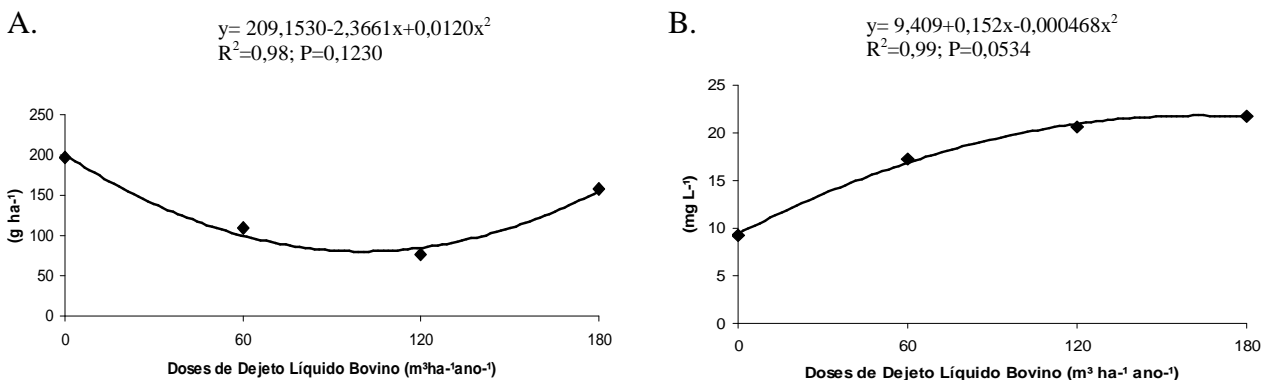 A.
y= 209,1530-2,3661x+0,0120x²
R²=0,98; P=0,1230
250
200
150
100
50
0
(g ha-¹)
0 60 120 180
Doses de Dejeto Líquido Bovino (m³ha-¹ano-¹)
B.
y= 9,409+0,152x-0,000468x²
R²=0,99; P=0,0534
25
20
15
10
5
0
(mg L-¹)
0 60 120 180
Doses de Dejeto Líquido Bovino (m³ ha-¹ ano-¹)